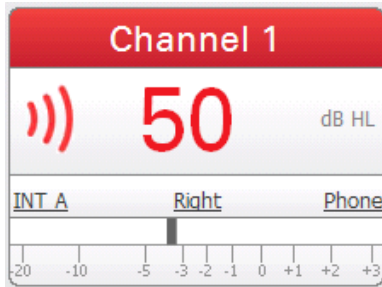 Channel 1
50 dB HL
INT A Right Phone
-20 -10 -5 -3 -2 -1 0 +1 +2 +3